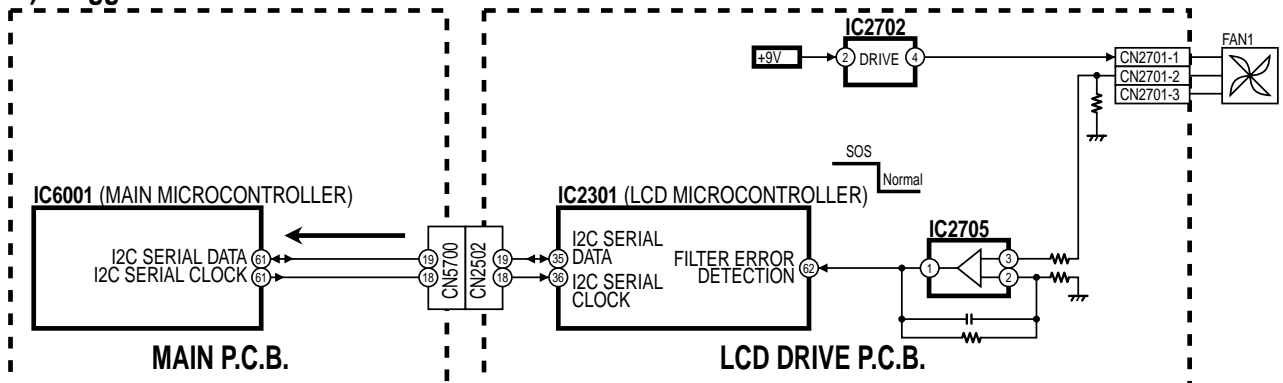 IC2702
FAN1
+9V
2 DRIVE 4
CN2701-1
CN2701-2
CN2701-3
SOS
Normal
IC6001 (MAIN MICROCONTROLLER)
IC2301 (LCD MICROCONTROLLER)
IC2705
I2C SERIAL DATA 61
I2C SERIAL CLOCK 61
19
18
CN5700
CN2502
19
18
35 I2C SERIAL
DATA
36 I2C SERIAL
CLOCK
FILTER ERROR
DETECTION
62
1
3
2
MAIN P.C.B.
LCD DRIVE P.C.B.